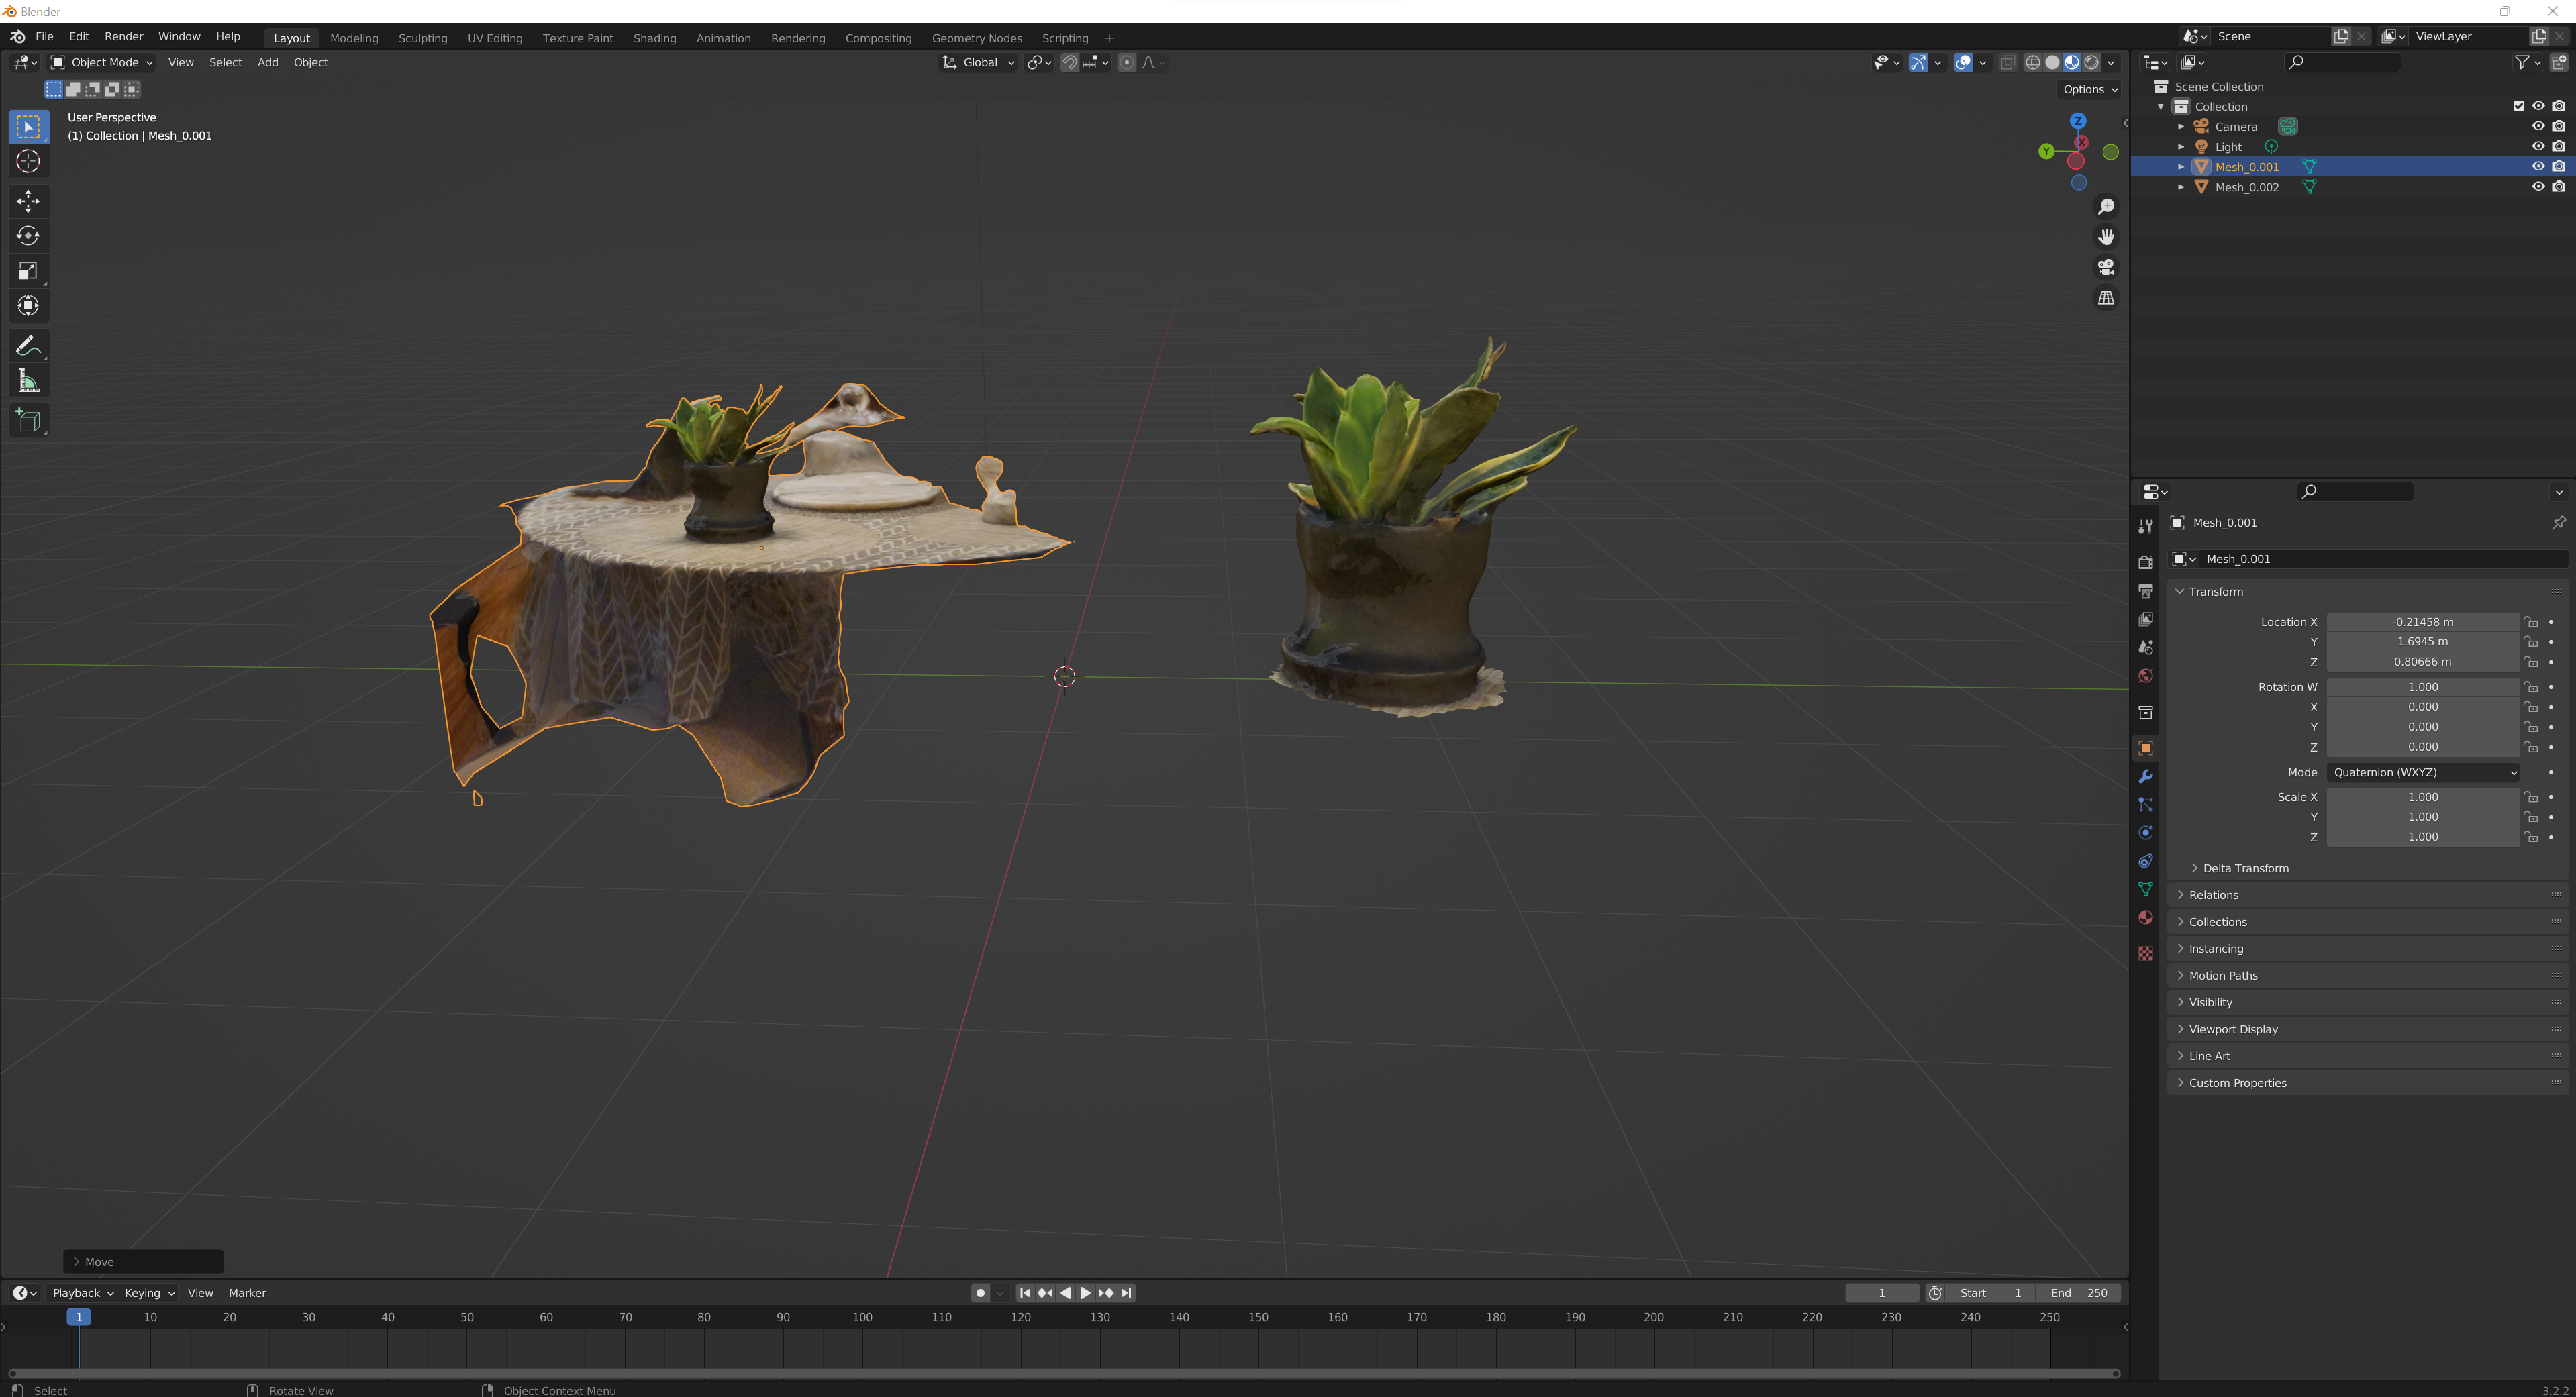 Blender
File Edit Render Window Help Layout Modeling Sculpting UV Editing Texture Paint Shading Animation Rendering Compositing Geometry Nodes Scripting + Scene ViewLayer
Object Mode View Select Add Object Global
Options
User Perspective
(1) Collection | Mesh_0.001
Z
Y
X
Scene Collection
Collection
Camera
Light
Mesh_0.001
Mesh_0.002
Mesh_0.001
Mesh_0.001
Transform
Location X -0.21458 m
Y 1.6945 m
Z 0.80666 m
Rotation W 1.000
X 0.000
Y 0.000
Z 0.000
Mode Quaternion (WXYZ)
Scale X 1.000
Y 1.000
Z 1.000
Delta Transform
Relations
Collections
Instancing
Motion Paths
Visibility
Viewport Display
Line Art
Custom Properties
Move
Playback Keying View Marker 1 Start 1 End 250
1 10 20 30 40 50 60 70 80 90 100 110 120 130 140 150 160 170 180 190 200 210 220 230 240 250
Select Rotate View Object Context Menu 3.2.2